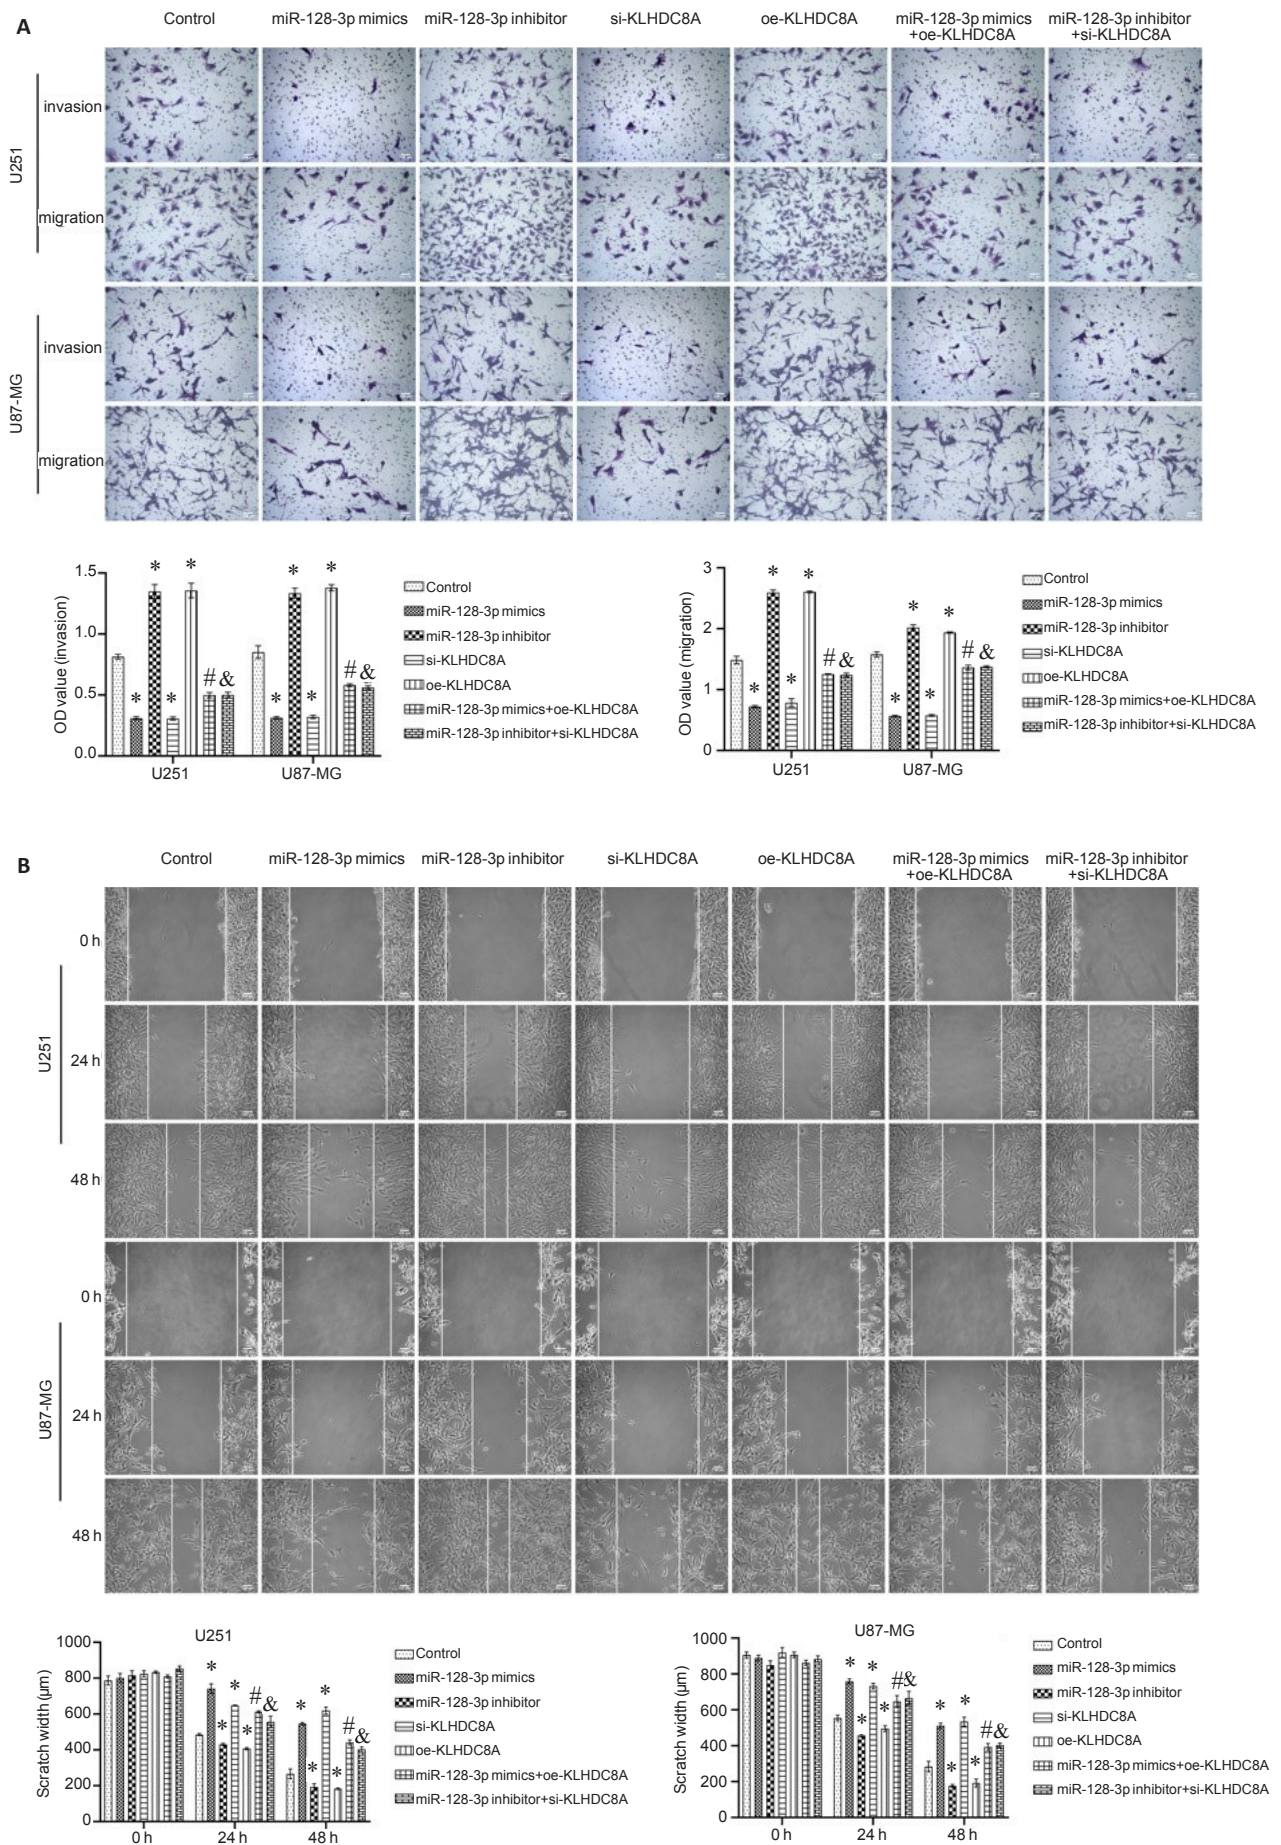 A
Control
miR-128-3p mimics
miR-128-3p inhibitor
si-KLHDC8A
oe-KLHDC8A
miR-128-3p mimics
+oe-KLHDC8A
miR-128-3p inhibitor
+si-KLHDC8A
U251
invasion
migration
U87-MG
invasion
migration
OD value (invasion)
1.5
1.0
0.5
0.0
* * * * # &
* * * * # &
U251
U87-MG
Control
miR-128-3p mimics
miR-128-3p inhibitor
si-KLHDC8A
oe-KLHDC8A
miR-128-3p mimics+oe-KLHDC8A
miR-128-3p inhibitor+si-KLHDC8A
OD value (migration)
3
2
1
0
* * * * # &
* * * * # &
U251
U87-MG
Control
miR-128-3p mimics
miR-128-3p inhibitor
si-KLHDC8A
oe-KLHDC8A
miR-128-3p mimics+oe-KLHDC8A
miR-128-3p inhibitor+si-KLHDC8A
B
Control
miR-128-3p mimics
miR-128-3p inhibitor
si-KLHDC8A
oe-KLHDC8A
miR-128-3p mimics
+oe-KLHDC8A
miR-128-3p inhibitor
+si-KLHDC8A
U251
0 h
24 h
48 h
U87-MG
0 h
24 h
48 h
U251
Scratch width (μm)
1000
800
600
400
200
0
* * * * # &
* * * * # &
0 h
24 h
48 h
Control
miR-128-3p mimics
miR-128-3p inhibitor
si-KLHDC8A
oe-KLHDC8A
miR-128-3p mimics+oe-KLHDC8A
miR-128-3p inhibitor+si-KLHDC8A
U87-MG
Scratch width (μm)
1000
800
600
400
200
0
* * * * # &
* * * * # &
0 h
24 h
48 h
Control
miR-128-3p mimics
miR-128-3p inhibitor
si-KLHDC8A
oe-KLHDC8A
miR-128-3p mimics+oe-KLHDC8A
miR-128-3p inhibitor+si-KLHDC8A